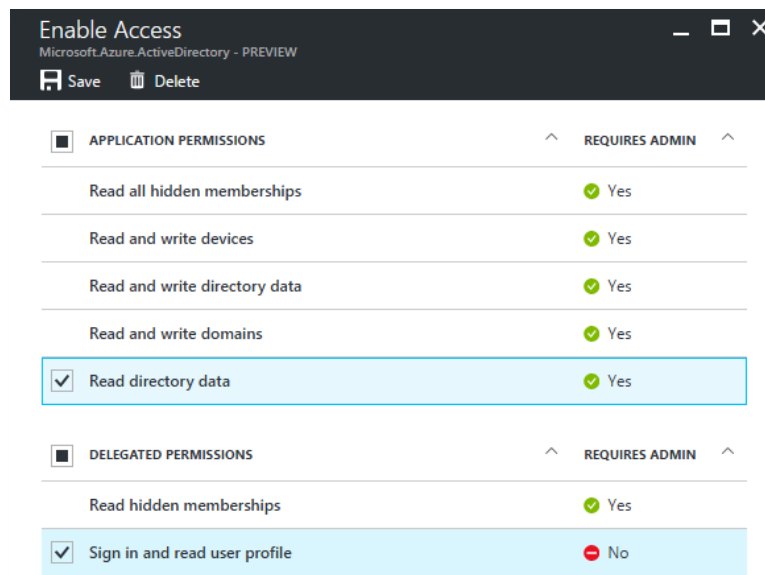 Enable Access
Microsoft.Azure.ActiveDirectory - PREVIEW
Save Delete
APPLICATION PERMISSIONS REQUIRES ADMIN
Read all hidden memberships Yes
Read and write devices Yes
Read and write directory data Yes
Read and write domains Yes
Read directory data Yes
DELEGATED PERMISSIONS REQUIRES ADMIN
Read hidden memberships Yes
Sign in and read user profile No